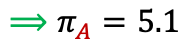 ⟹ π_A = 5.1